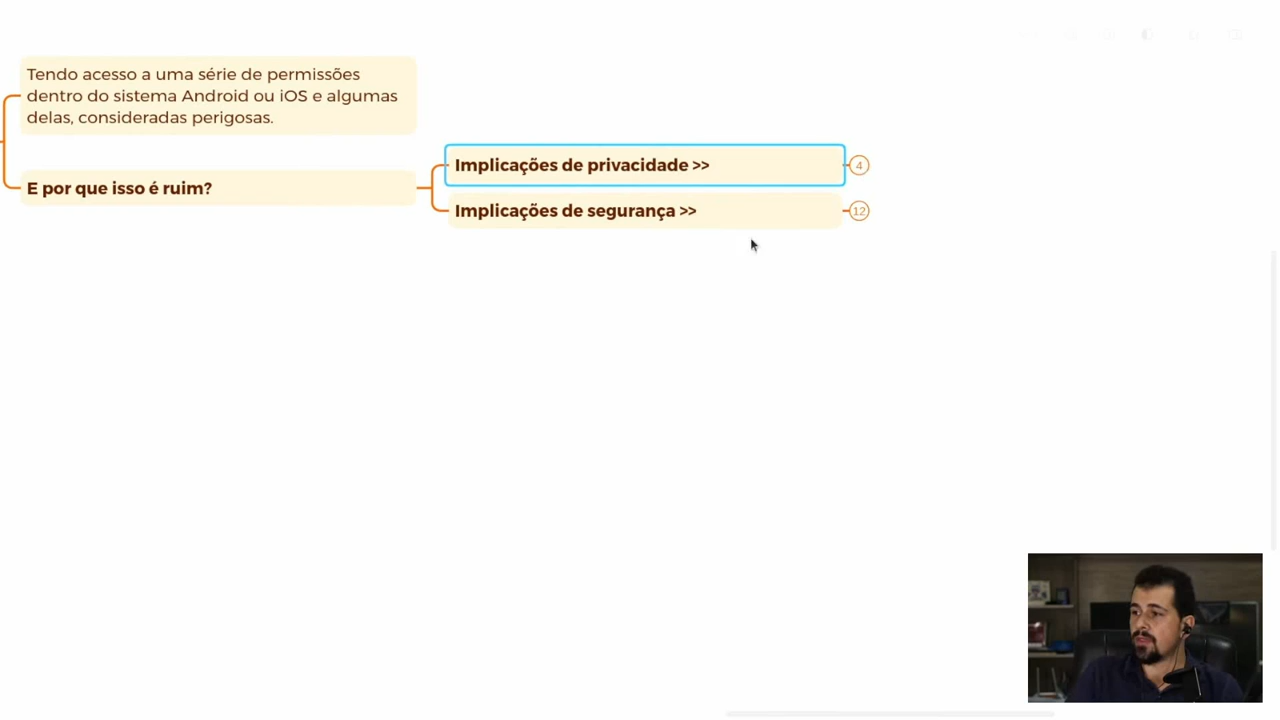 Tendo acesso a uma série de permissões
dentro do sistema Android ou iOS e algumas
delas, consideradas perigosas.
Implicações de privacidade >>
4
E por que isso é ruim?
Implicações de segurança >>
12